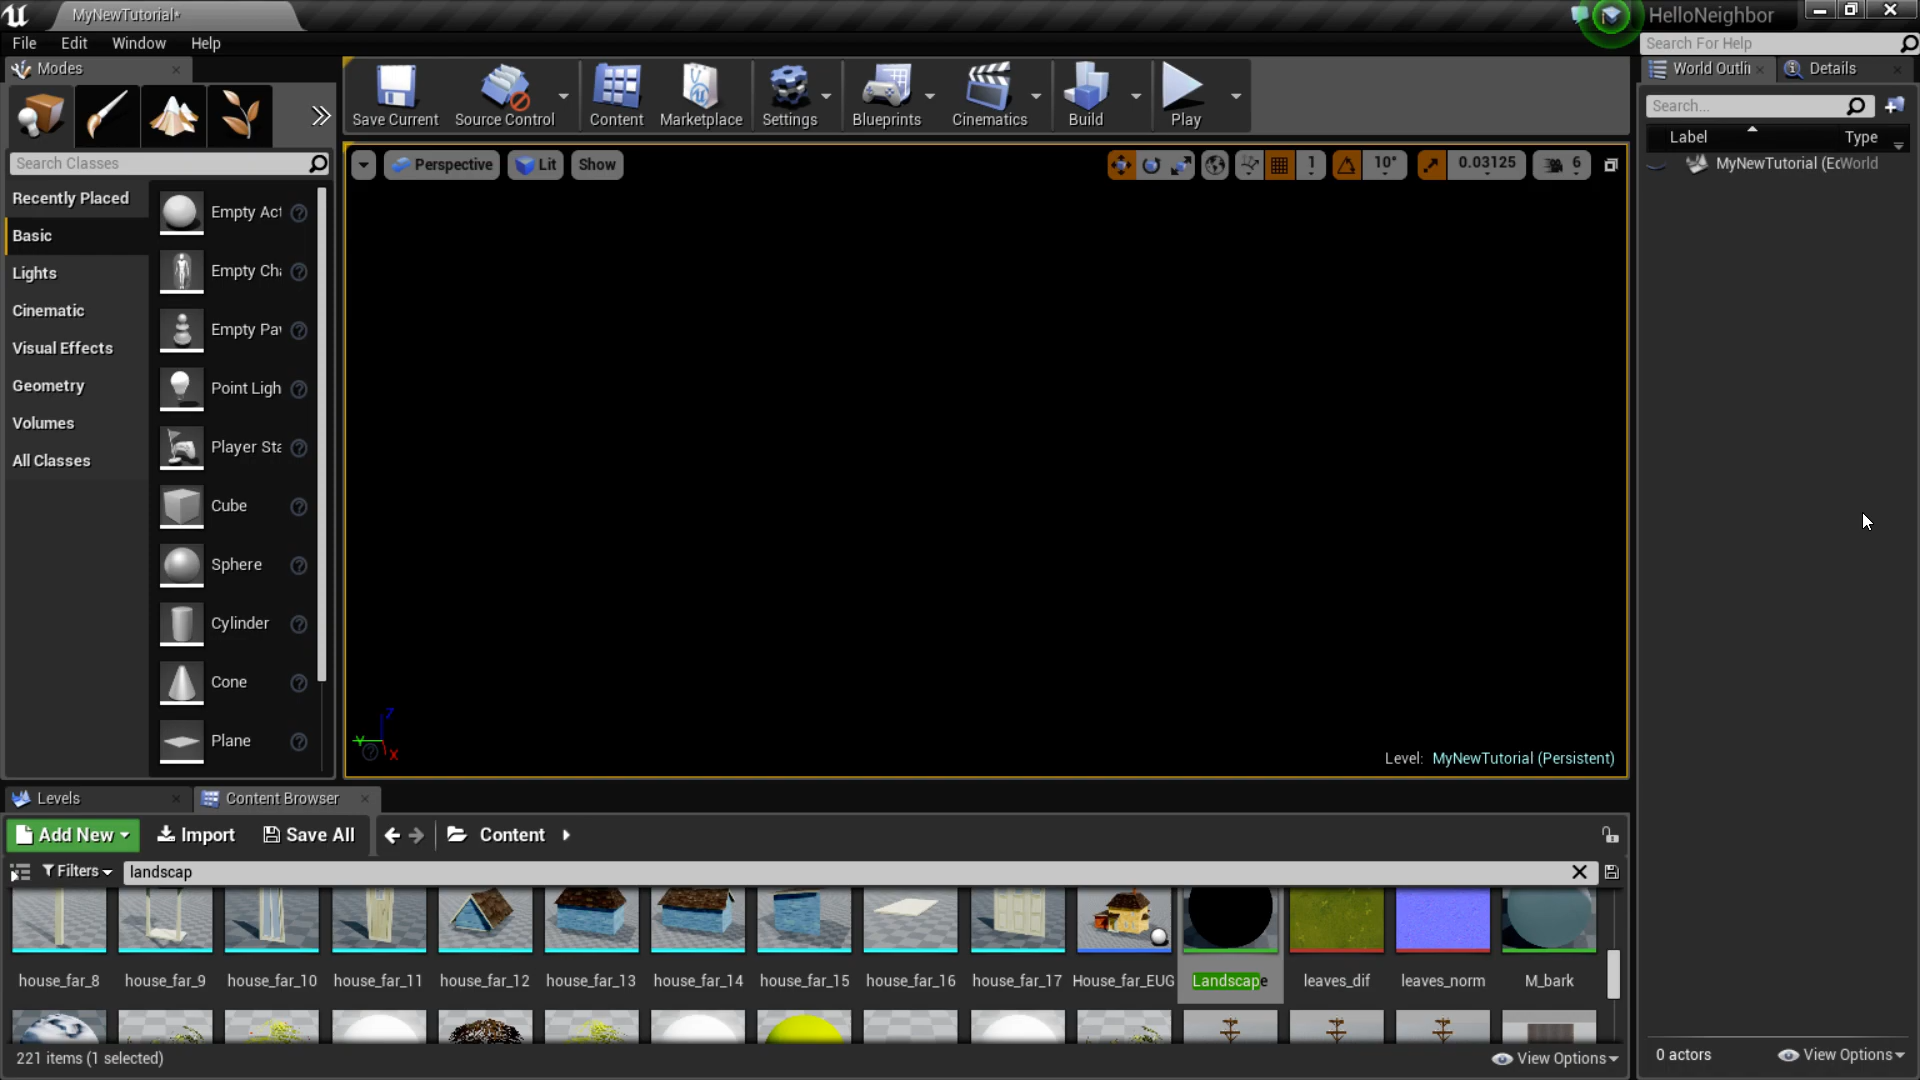 MyNewTutorial*
HelloNeighbor
File Edit Window Help
Search For Help
Modes
Save Current Source Control Content Marketplace Settings Blueprints Cinematics Build Play
World Outli Details
Search...
Label Type
MyNewTutorial (Ec World
Search Classes
Perspective Lit Show
1 10° 0.03125 6
Recently Placed
Basic
Lights
Cinematic
Visual Effects
Geometry
Volumes
All Classes
Empty Act
Empty Cha
Empty Pav
Point Ligh
Player Sta
Cube
Sphere
Cylinder
Cone
Plane
Z
Y
X
Level: MyNewTutorial (Persistent)
Levels Content Browser
Add New Import Save All Content
Filters landscap
house_far_8 house_far_9 house_far_10 house_far_11 house_far_12 house_far_13 house_far_14 house_far_15 house_far_16 house_far_17 House_far_EUG Landscape leaves_dif leaves_norm M_bark
221 items (1 selected)
View Options
0 actors
View Options